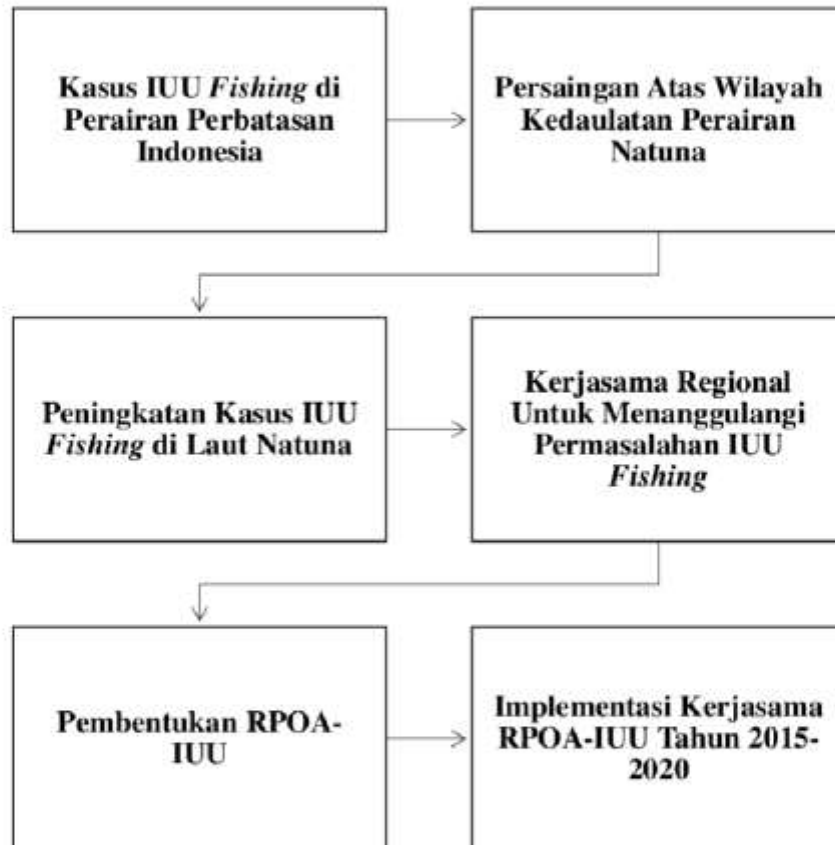 Kasus IUU Fishing di
Perairan Perbatasan
Indonesia
Persaingan Atas Wilayah
Kedaulatan Perairan
Natuna
Peningkatan Kasus IUU
Fishing di Laut Natuna
Kerjasama Regional
Untuk Menanggulangi
Permasalahan IUU
Fishing
Pembentukan RPOA-
IUU
Implementasi Kerjasama
RPOA-IUU Tahun 2015-
2020